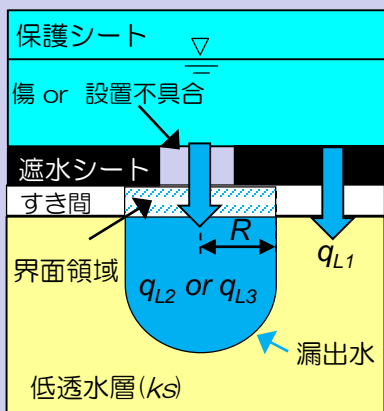 保護シート
傷 or 設置不具合
遮水シート
すき間
R
界面領域
qL1
qL2 or qL3
漏出水
低透水層(ks)